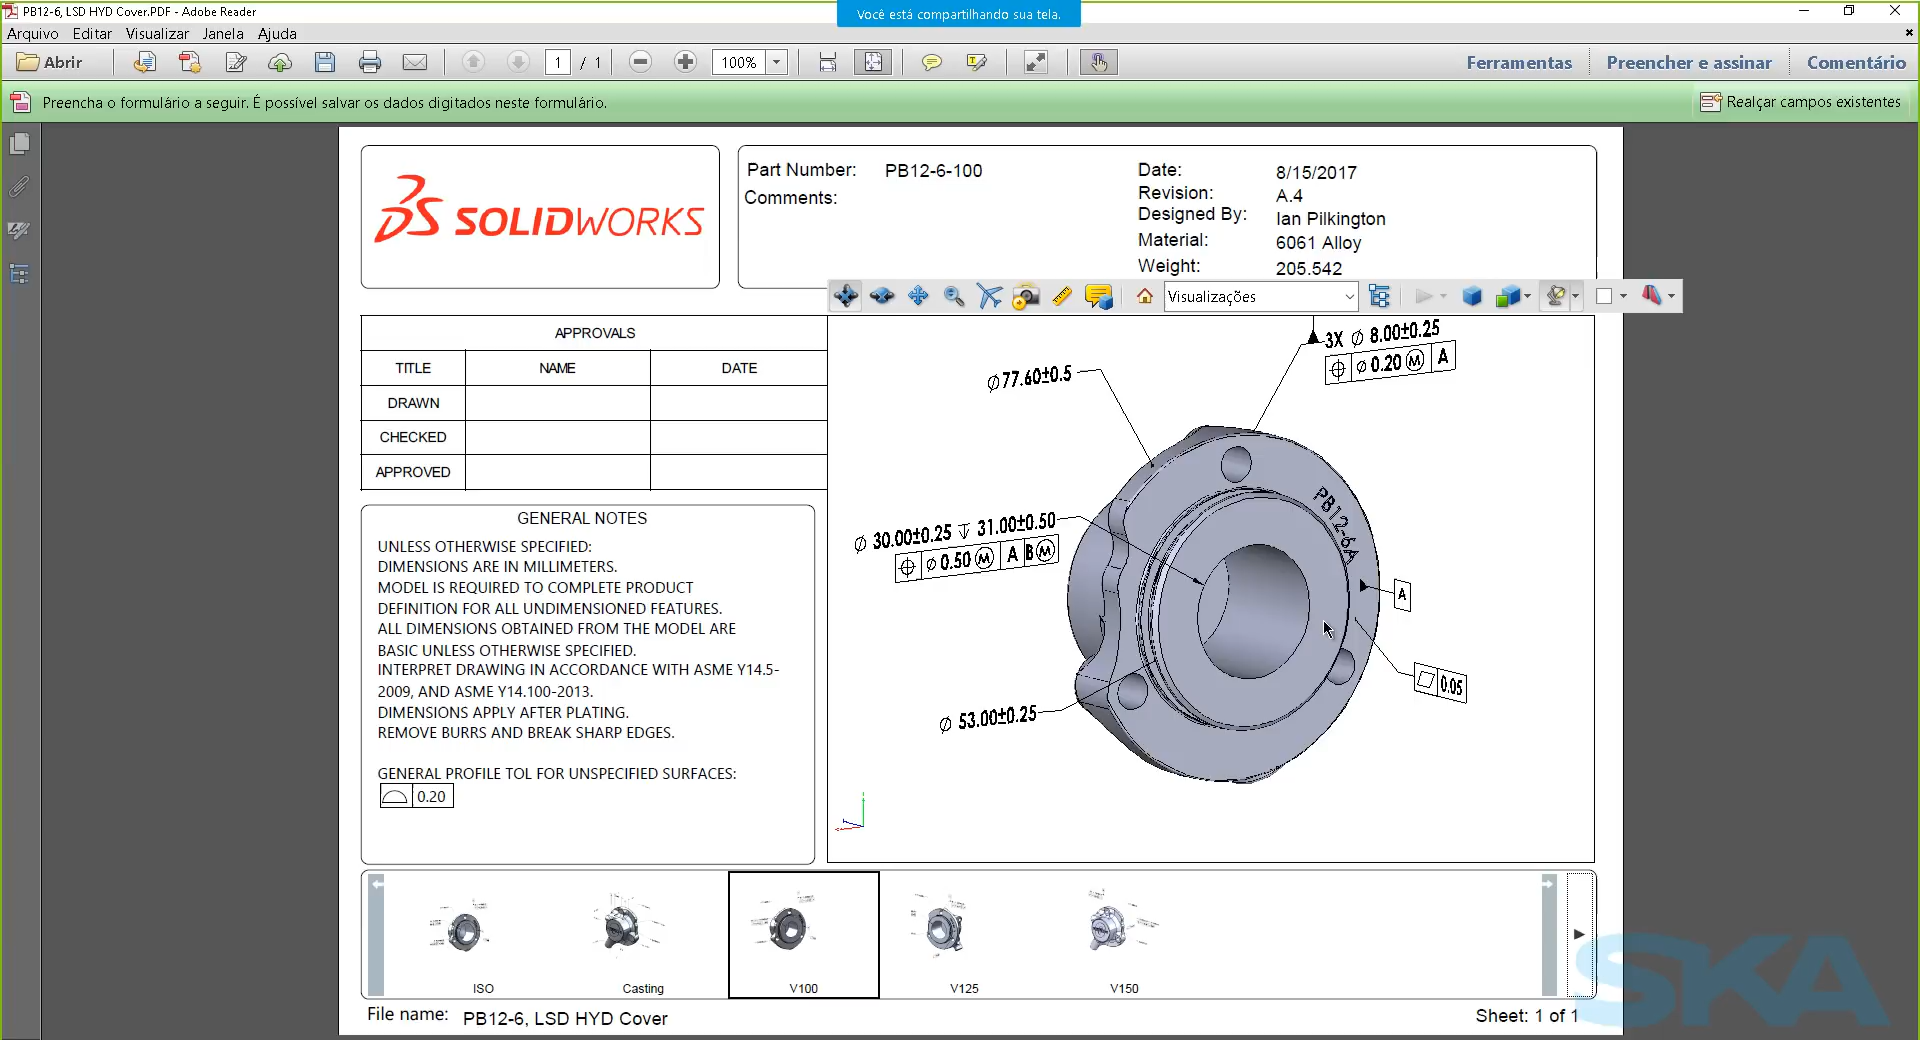 PB12-6, LSD HYD Cover.PDF - Adobe Reader
Você está compartilhando sua tela.
Arquivo Editar Visualizar Janela Ajuda
Abrir 1 / 1 100% Ferramentas Preencher e assinar Comentário
Preencha o formulário a seguir. É possível salvar os dados digitados neste formulário. Realçar campos existentes
SOLIDWORKS
Part Number: PB12-6-100
Comments:
Date: 8/15/2017
Revision: A.4
Designed By: Ian Pilkington
Material: 6061 Alloy
Weight: 205.542
Visualizações
APPROVALS
TITLE NAME DATE
DRAWN
CHECKED
APPROVED
3X ⌀ 8.00±0.25
⌖ ⌀ 0.20 Ⓜ A
⌀77.60±0.5
⌀ 30.00±0.25 ↧ 31.00±0.50
⌖ ⌀ 0.50 Ⓜ A B Ⓜ
PB12-6A
A
0.05
⌀ 53.00±0.25
GENERAL NOTES
UNLESS OTHERWISE SPECIFIED:
DIMENSIONS ARE IN MILLIMETERS.
MODEL IS REQUIRED TO COMPLETE PRODUCT
DEFINITION FOR ALL UNDIMENSIONED FEATURES.
ALL DIMENSIONS OBTAINED FROM THE MODEL ARE
BASIC UNLESS OTHERWISE SPECIFIED.
INTERPRET DRAWING IN ACCORDANCE WITH ASME Y14.5-
2009, AND ASME Y14.100-2013.
DIMENSIONS APPLY AFTER PLATING.
REMOVE BURRS AND BREAK SHARP EDGES.
GENERAL PROFILE TOL FOR UNSPECIFIED SURFACES:
0.20
ISO Casting V100 V125 V150
File name: PB12-6, LSD HYD Cover
Sheet: 1 of 1
SKA